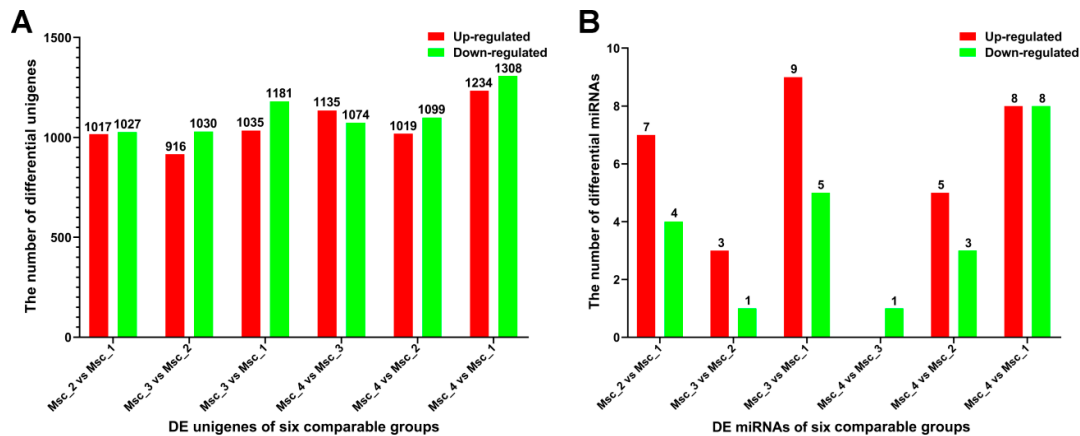 A
Up-regulated
Down-regulated
The number of differential unigenes
1500
1000
500
0
1017 1027
916 1030
1035 1181
1135 1074
1019 1099
1234 1308
Msc_2 vs Msc_1
Msc_3 vs Msc_2
Msc_3 vs Msc_1
Msc_4 vs Msc_3
Msc_4 vs Msc_2
Msc_4 vs Msc_1
DE unigenes of six comparable groups
B
Up-regulated
Down-regulated
The number of differential miRNAs
10
8
6
4
2
0
7 4
3 1
9 5
1
5 3
8 8
Msc_2 vs Msc_1
Msc_3 vs Msc_2
Msc_3 vs Msc_1
Msc_4 vs Msc_3
Msc_4 vs Msc_2
Msc_4 vs Msc_1
DE miRNAs of six comparable groups